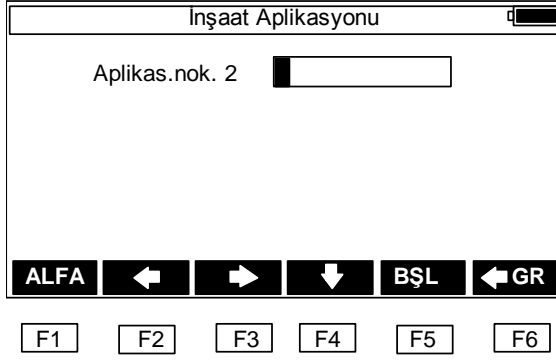 İnşaat Aplikasyonu
Aplikas.nok. 2
ALFA BŞL GR
F1 F2 F3 F4 F5 F6